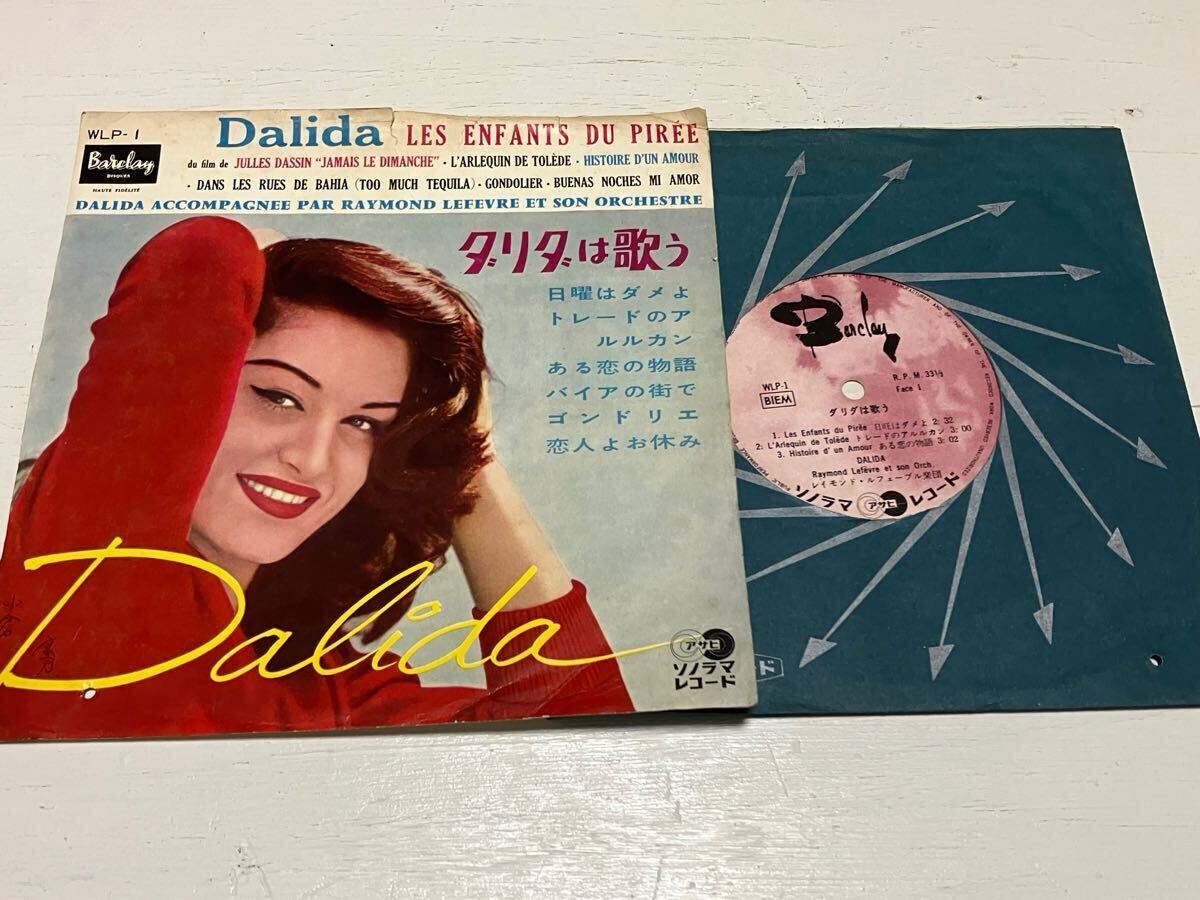 WLP-1
Barclay
DISQUES
HAUTE FIDÉLITÉ
Dalida LES ENFANTS DU PIRÉE
du film de JULLES DASSIN "JAMAIS LE DIMANCHE" · L'ARLEQUIN DE TOLÈDE · HISTOIRE D'UN AMOUR
· DANS LES RUES DE BAHIA (TOO MUCH TEQUILA) · GONDOLIER · BUENAS NOCHES MI AMOR
DALIDA ACCOMPAGNEE PAR RAYMOND LEFEVRE ET SON ORCHESTRE
ダリダは歌う
日曜はダメよ
トレードのア
ルルカン
ある恋の物語
バイアの街で
ゴンドリエ
恋人よお休み
Dalida
アサヒ
ソノラマ
レコード
Barclay
R.P.M. 33⅓
Face 1
WLP-1
BIEM
ダリダは歌う
1. Les Enfants du Pirée 日曜はダメよ 2:32
2. L'Arlequin de Tolède トレードのアルルカン 3:00
3. Histoire d'un Amour ある恋の物語 3:02
DALIDA
Raymond Lefèvre et son Orch.
レイモンド・ルフェーブル楽団
ソノラマ アサヒ レコード
ード